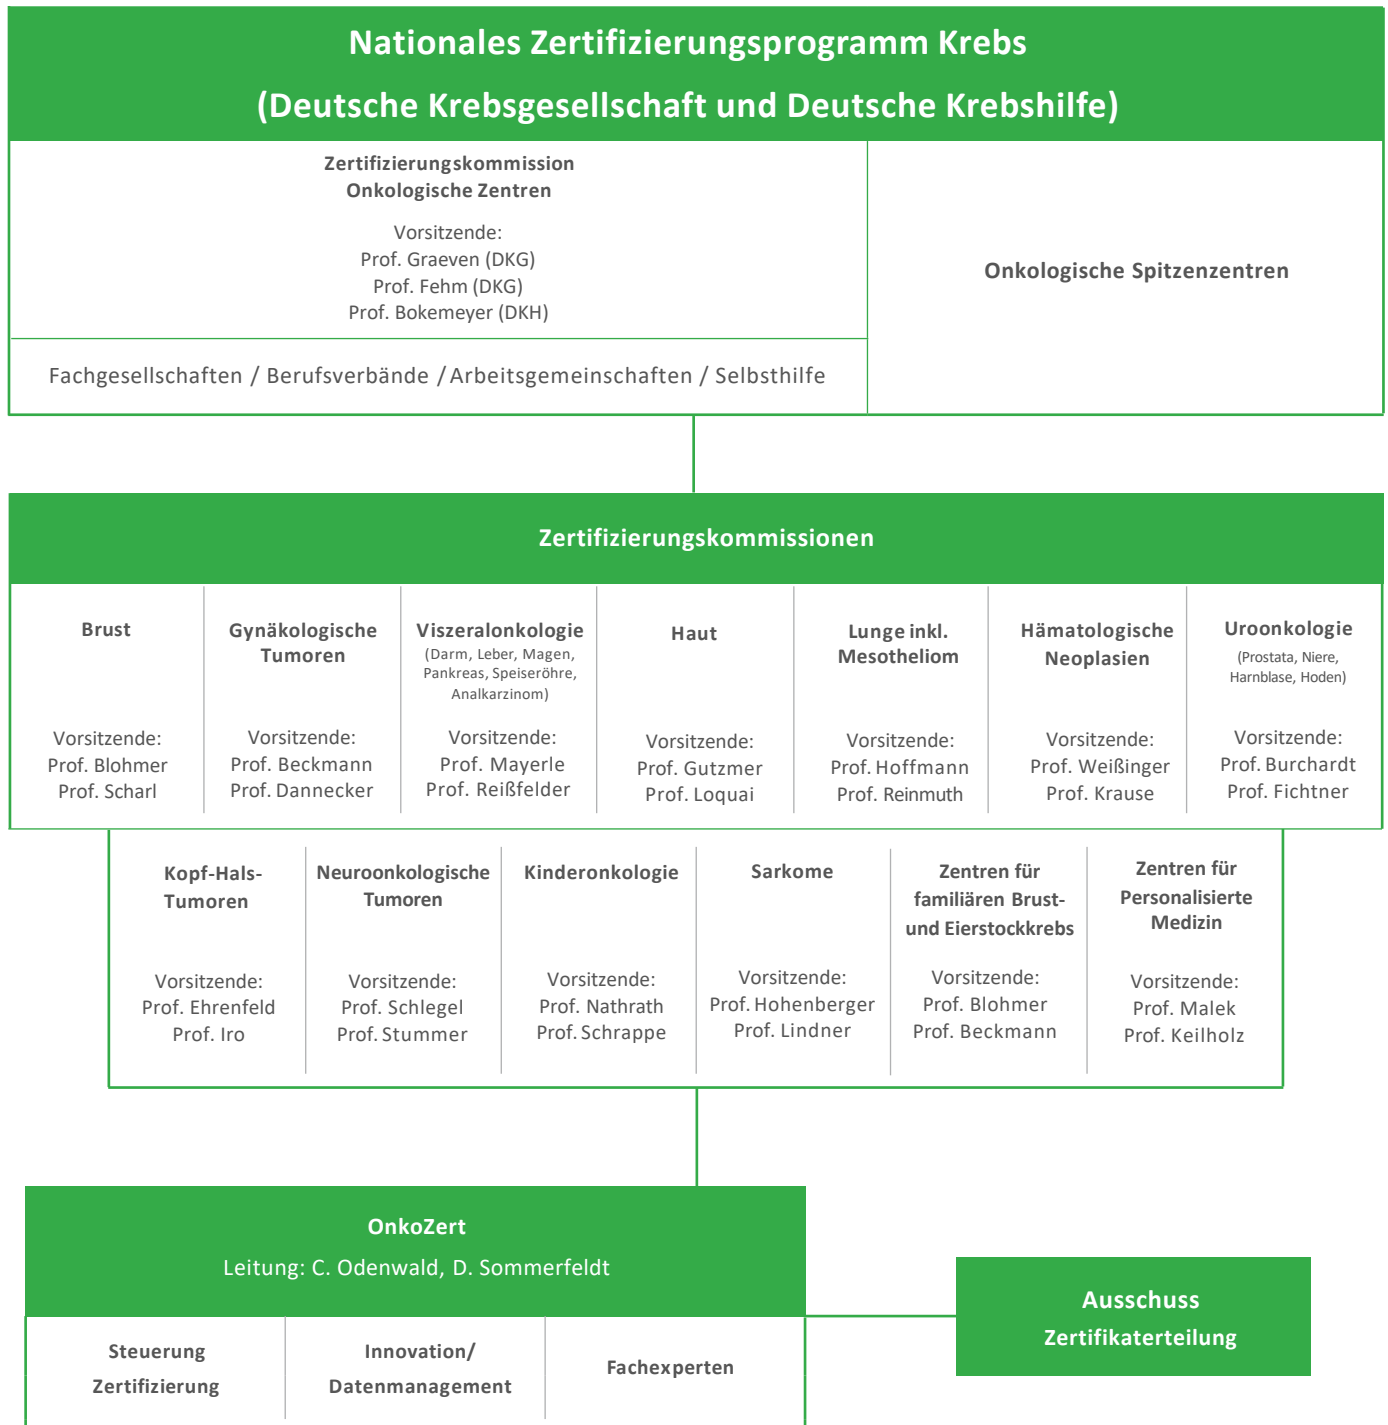 Nationales Zertifizierungsprogramm Krebs
(Deutsche Krebsgesellschaft und Deutsche Krebshilfe)
Zertifizierungskommission
Onkologische Zentren
Vorsitzende:
Prof. Graeven (DKG)
Prof. Fehm (DKG)
Prof. Bokemeyer (DKH)
Fachgesellschaften / Berufsverbände / Arbeitsgemeinschaften / Selbsthilfe
Onkologische Spitzenzentren
Zertifizierungskommissionen
Brust
Vorsitzende:
Prof. Blohmer
Prof. Scharl
Gynäkologische
Tumoren
Vorsitzende:
Prof. Beckmann
Prof. Dannecker
Viszeralonkologie
(Darm, Leber, Magen,
Pankreas, Speiseröhre,
Analkarzinom)
Vorsitzende:
Prof. Mayerle
Prof. Reißfelder
Haut
Vorsitzende:
Prof. Gutzmer
Prof. Loquai
Lunge inkl.
Mesotheliom
Vorsitzende:
Prof. Hoffmann
Prof. Reinmuth
Hämatologische
Neoplasien
Vorsitzende:
Prof. Weißinger
Prof. Krause
Uroonkologie
(Prostata, Niere,
Harnblase, Hoden)
Vorsitzende:
Prof. Burchardt
Prof. Fichtner
Kopf-Hals-
Tumoren
Vorsitzende:
Prof. Ehrenfeld
Prof. Iro
Neuroonkologische
Tumoren
Vorsitzende:
Prof. Schlegel
Prof. Stummer
Kinderonkologie
Vorsitzende:
Prof. Nathrath
Prof. Schrappe
Sarkome
Vorsitzende:
Prof. Hohenberger
Prof. Lindner
Zentren für
familiären Brust-
und Eierstockkrebs
Vorsitzende:
Prof. Blohmer
Prof. Beckmann
Zentren für
Personalisierte
Medizin
Vorsitzende:
Prof. Malek
Prof. Keilholz
OnkoZert
Leitung: C. Odenwald, D. Sommerfeldt
Steuerung
Zertifizierung
Innovation/
Datenmanagement
Fachexperten
Ausschuss
Zertifikaterteilung